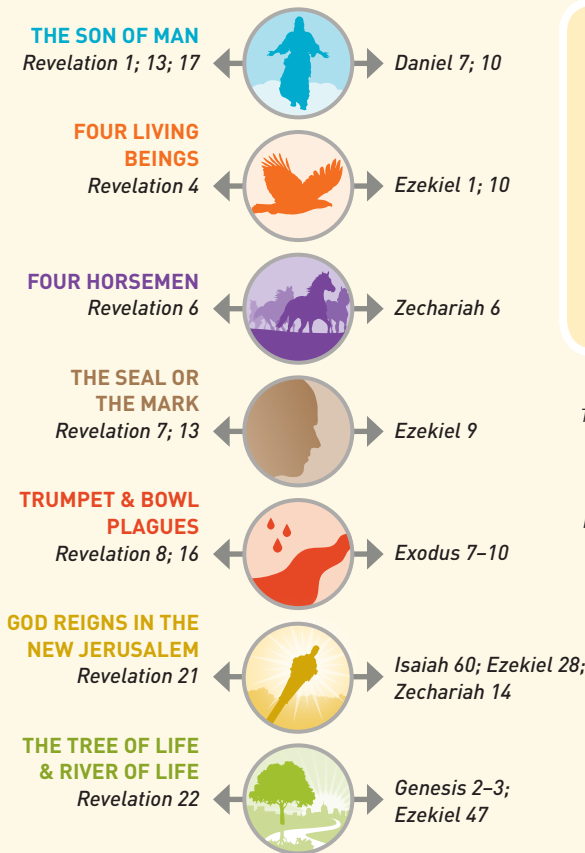 THE SON OF MAN
Revelation 1; 13; 17
Daniel 7; 10
FOUR LIVING
BEINGS
Revelation 4
Ezekiel 1; 10
FOUR HORSEMEN
Revelation 6
Zechariah 6
THE SEAL OR
THE MARK
Revelation 7; 13
Ezekiel 9
TRUMPET & BOWL
PLAGUES
Revelation 8; 16
Exodus 7–10
GOD REIGNS IN THE
NEW JERUSALEM
Revelation 21
Isaiah 60; Ezekiel 28;
Zechariah 14
THE TREE OF LIFE
& RIVER OF LIFE
Revelation 22
Genesis 2–3;
Ezekiel 47